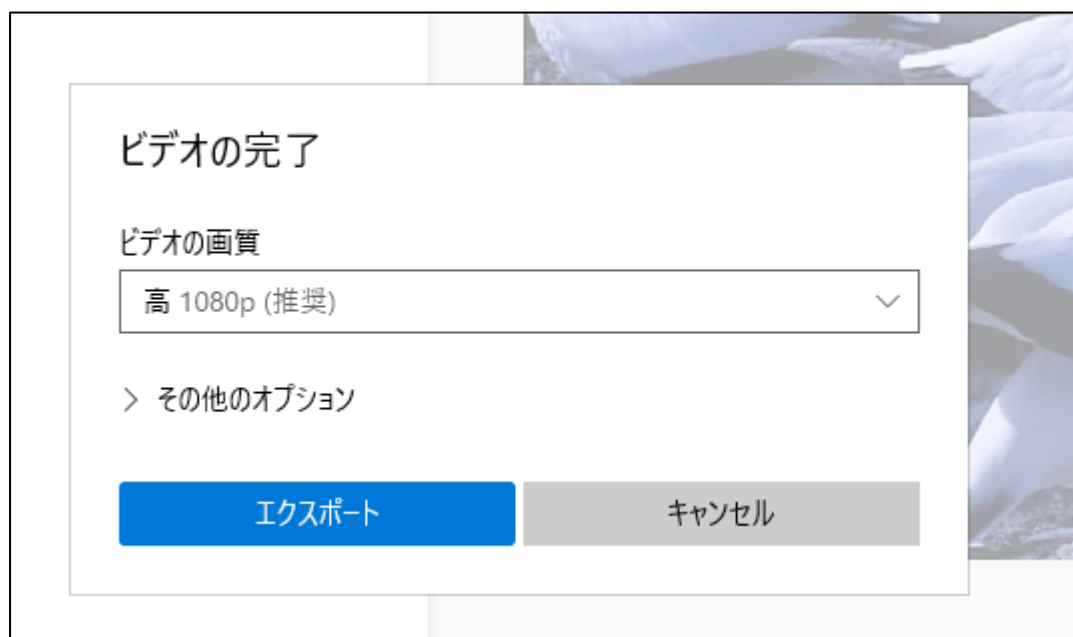 ビデオの完了
ビデオの画質
高 1080p (推奨)
その他のオプション
エクスポート
キャンセル